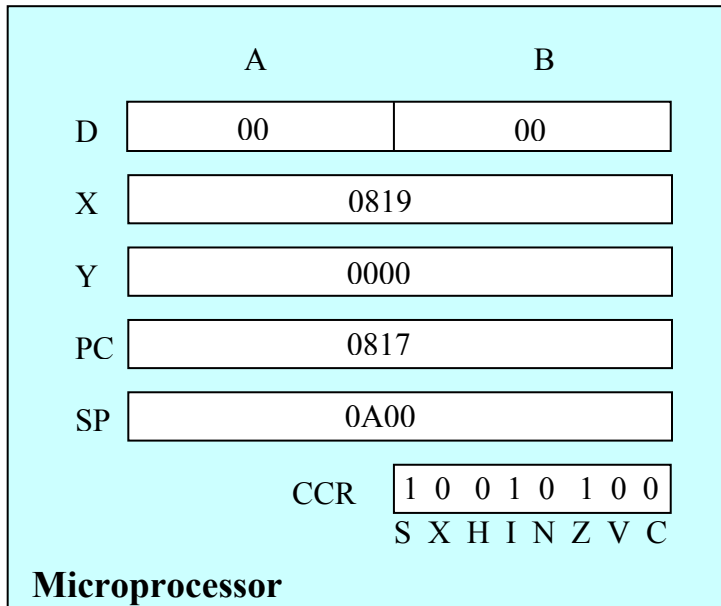 A B
D 00 00
X 0819
Y 0000
PC 0817
SP 0A00
CCR 1 0 0 1 0 1 0 0
S X H I N Z V C
Microprocessor